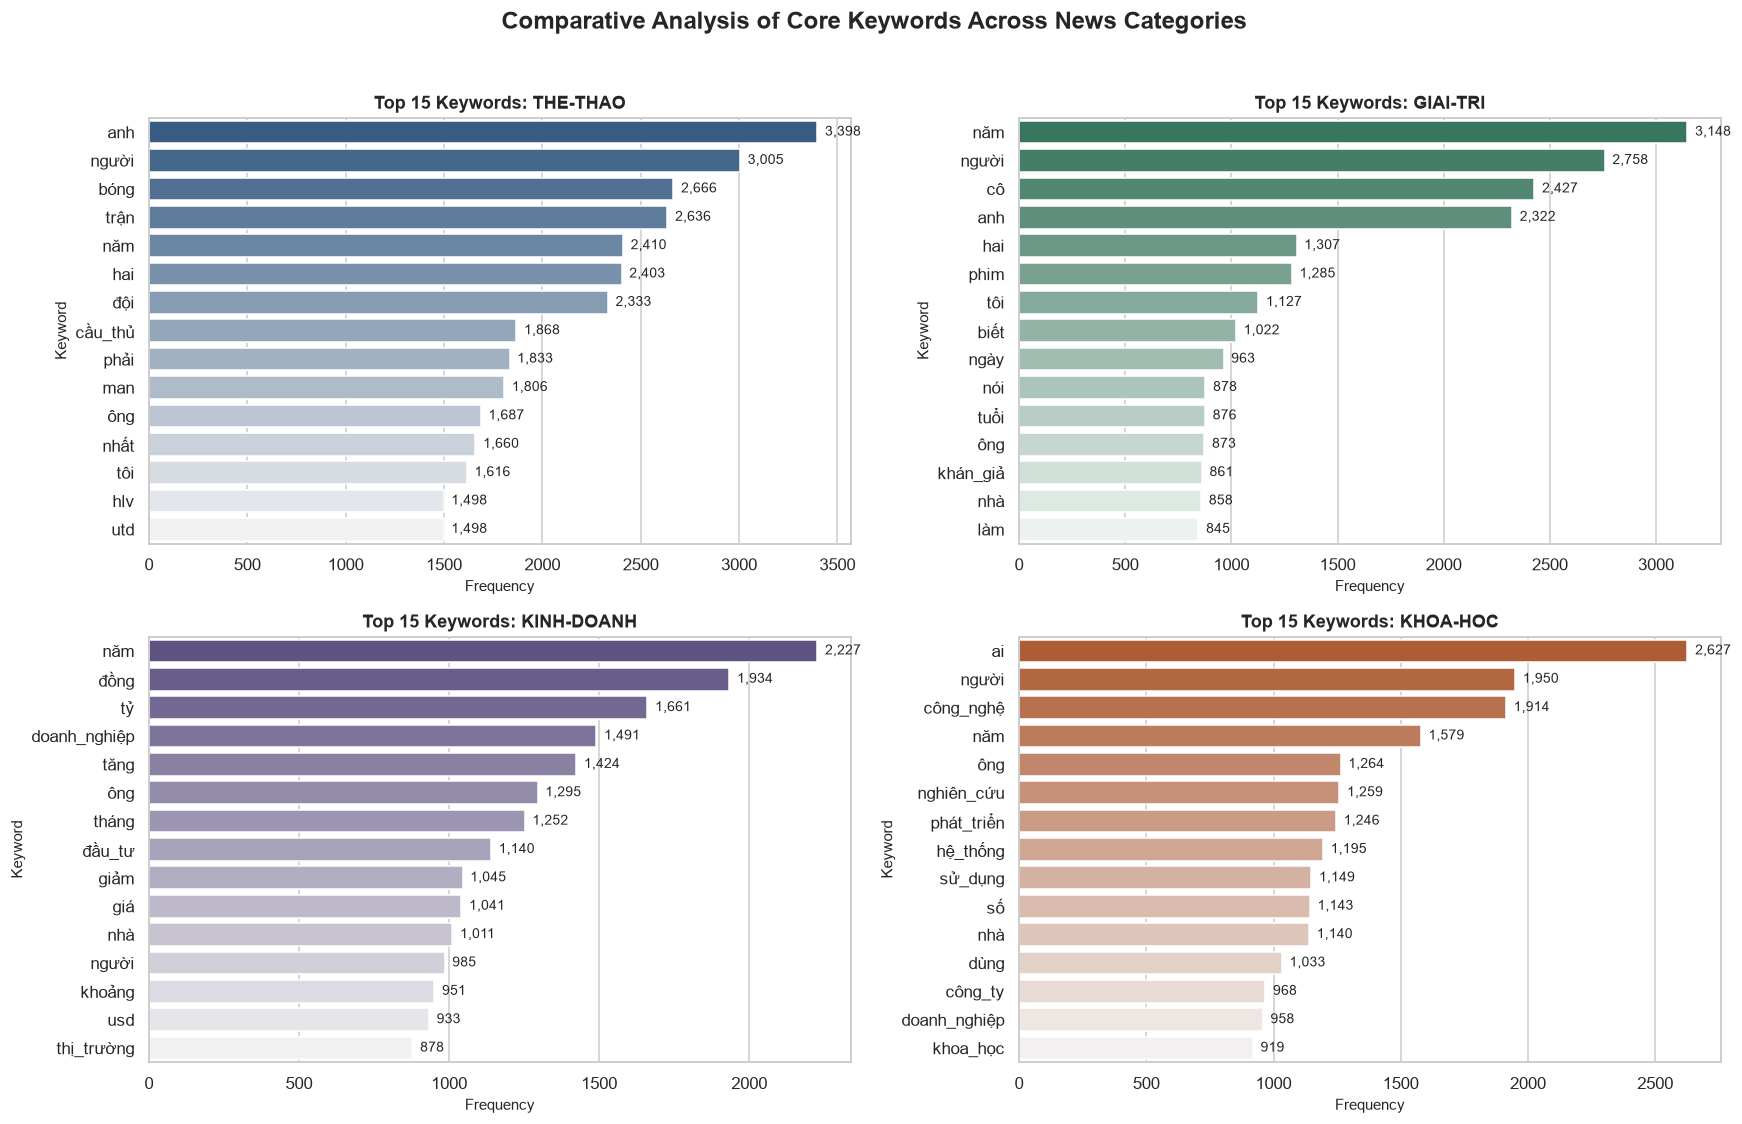 Comparative Analysis of Core Keywords Across News Categories
Top 15 Keywords: THE-THAO
Keyword
anh 3,398
người 3,005
bóng 2,666
trận 2,636
năm 2,410
hai 2,403
đội 2,333
cầu_thủ 1,868
phải 1,833
man 1,806
ông 1,687
nhất 1,660
tôi 1,616
hlv 1,498
utd 1,498
0 500 1000 1500 2000 2500 3000 3500
Frequency
Top 15 Keywords: GIAI-TRI
Keyword
năm 3,148
người 2,758
cô 2,427
anh 2,322
hai 1,307
phim 1,285
tôi 1,127
biết 1,022
ngày 963
nói 878
tuổi 876
ông 873
khán_giả 861
nhà 858
làm 845
0 500 1000 1500 2000 2500 3000
Frequency
Top 15 Keywords: KINH-DOANH
Keyword
năm 2,227
đồng 1,934
tỷ 1,661
doanh_nghiệp 1,491
tăng 1,424
ông 1,295
tháng 1,252
đầu_tư 1,140
giảm 1,045
giá 1,041
nhà 1,011
người 985
khoảng 951
usd 933
thị_trường 878
0 500 1000 1500 2000
Frequency
Top 15 Keywords: KHOA-HOC
Keyword
ai 2,627
người 1,950
công_nghệ 1,914
năm 1,579
ông 1,264
nghiên_cứu 1,259
phát_triển 1,246
hệ_thống 1,195
sử_dụng 1,149
số 1,143
nhà 1,140
dùng 1,033
công_ty 968
doanh_nghiệp 958
khoa_học 919
0 500 1000 1500 2000 2500
Frequency